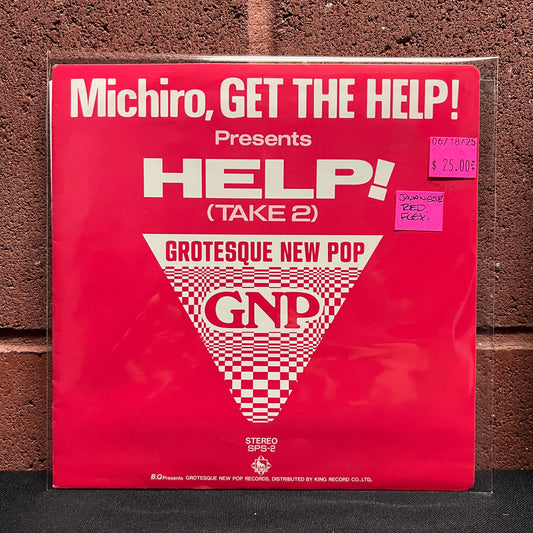 Michiro, GET THE HELP!
Presents
HELP!
(TAKE 2)
GROTESQUE NEW POP
GNP
STEREO
SPS-2
B.Q Presents GROTESQUE NEW POP RECORDS, DISTRIBUTED BY KING RECORD CO., LTD.
06/18/25
$ 25.00
JAPANESE
RED
FLEXI